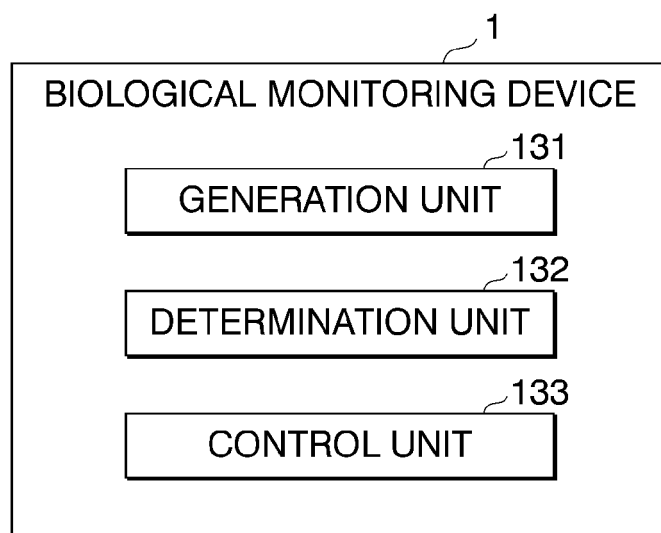 1
BIOLOGICAL MONITORING DEVICE
131
GENERATION UNIT
132
DETERMINATION UNIT
133
CONTROL UNIT